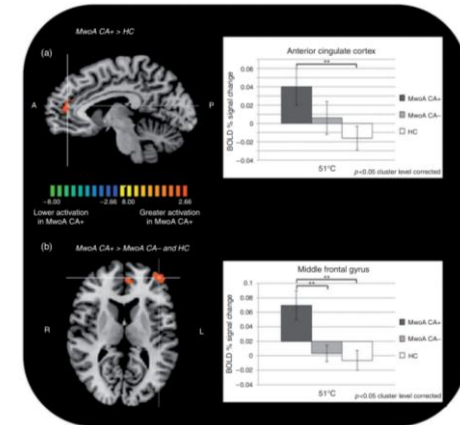 MwoA CA+ > HC
(a)
A
P
Anterior cingulate cortex
**
BOLD % signal change
0.06
0.04
0.02
0
−0.02
−0.04
51°C
MwoA CA+
MwoA CA−
HC
p<0.05 cluster level corrected
−8.00 −2.66 8.00 2.66
Lower activation
in MwoA CA+
Greater activation
in MwoA CA+
(b)
MwoA CA+ > MwoA CA− and HC
R
L
Middle frontal gyrus
**
**
BOLD % signal change
0.1
0.08
0.06
0.04
0.02
0
−0.02
−0.04
51°C
MwoA CA+
MwoA CA−
HC
p<0.05 cluster level corrected